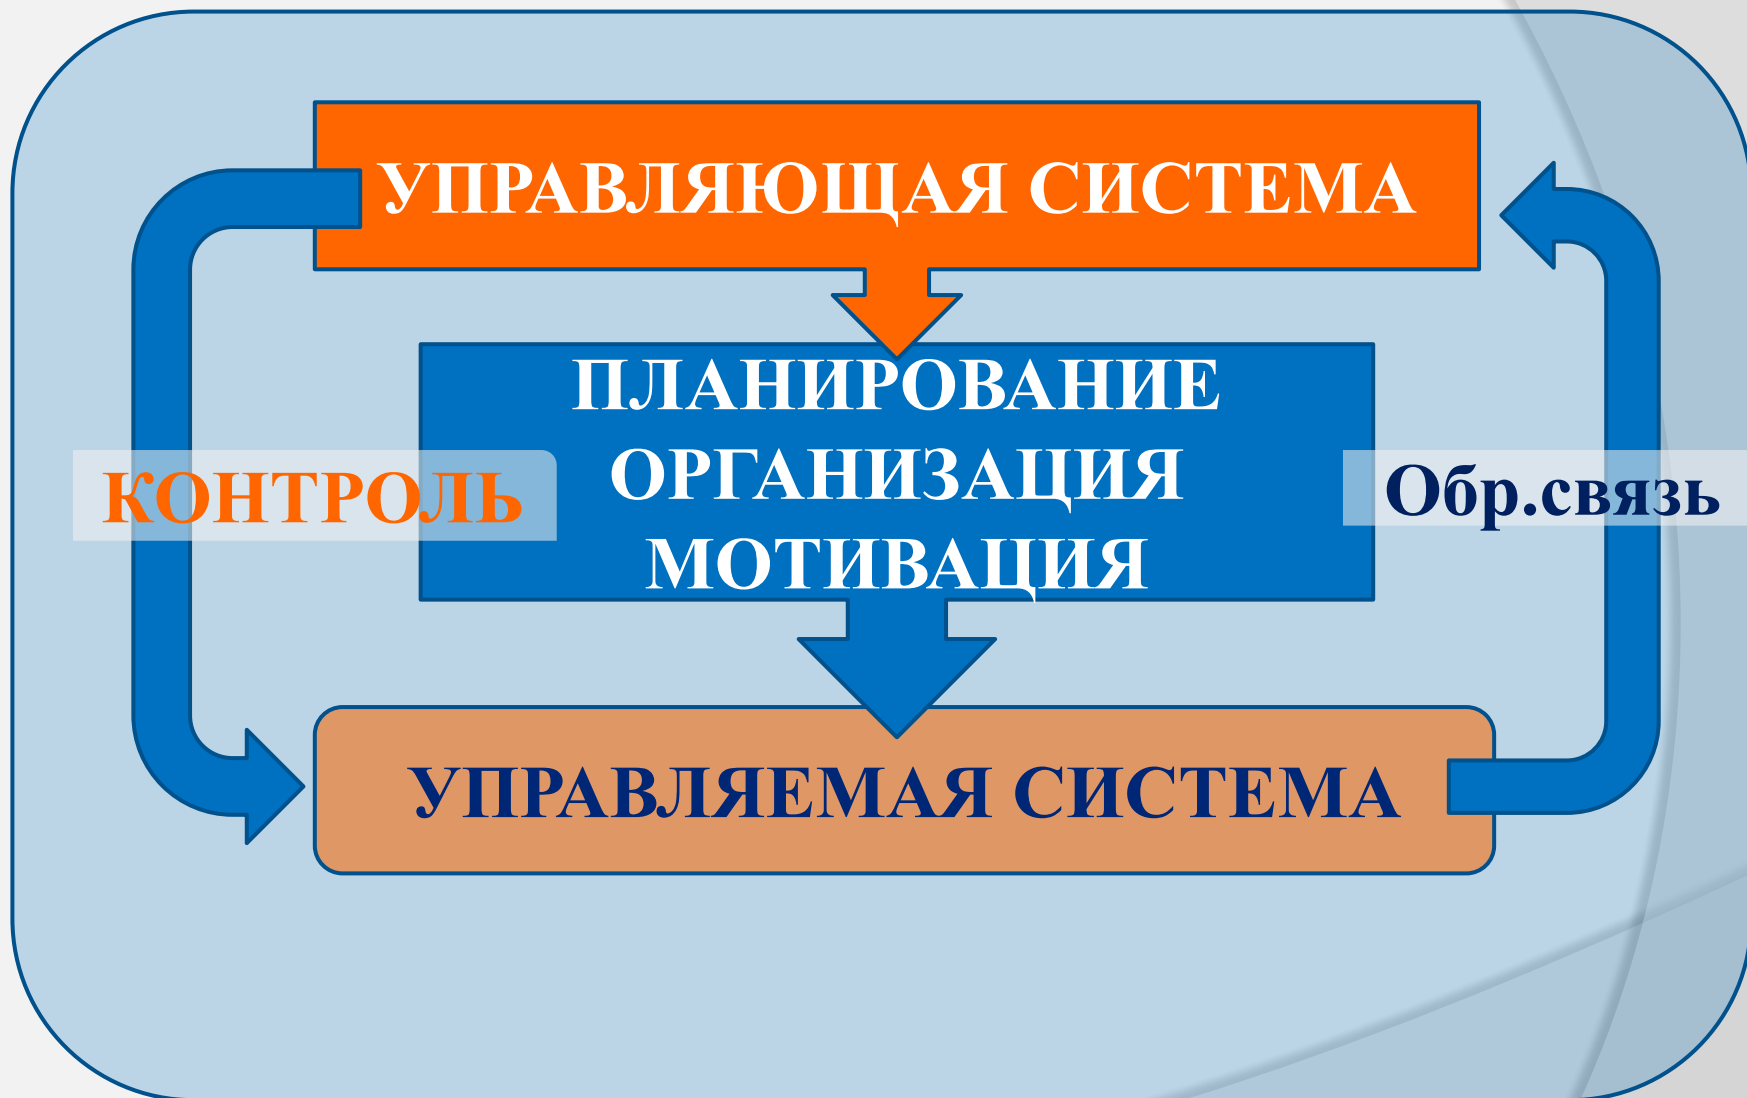 УПРАВЛЯЮЩАЯ СИСТЕМА
ПЛАНИРОВАНИЕ
ОРГАНИЗАЦИЯ
МОТИВАЦИЯ
КОНТРОЛЬ
Обр.связь
УПРАВЛЯЕМАЯ СИСТЕМА